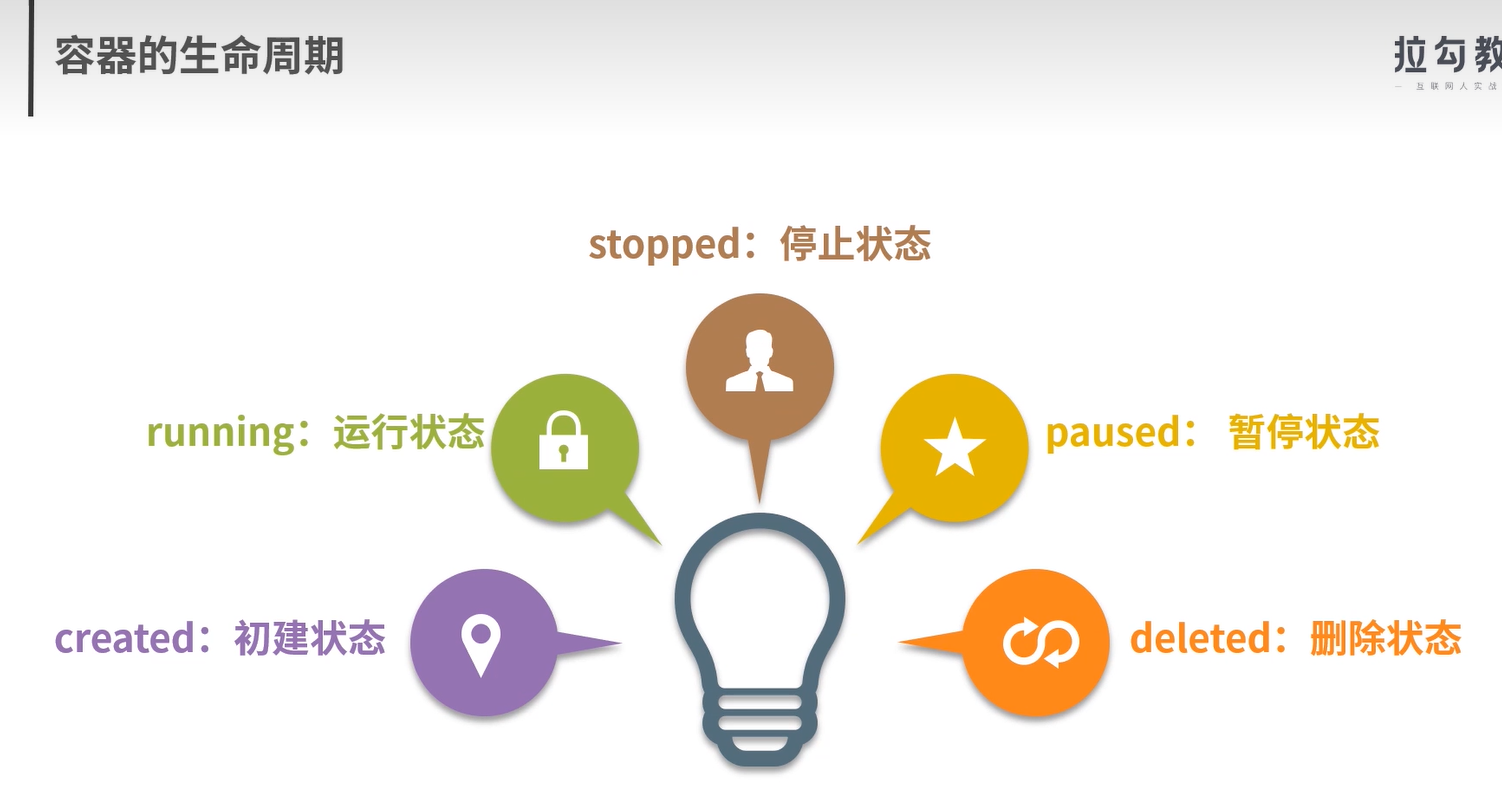 容器的生命周期
拉勾教
— 互联网人实战
stopped：停止状态
running：运行状态
paused： 暂停状态
created：初建状态
deleted：删除状态